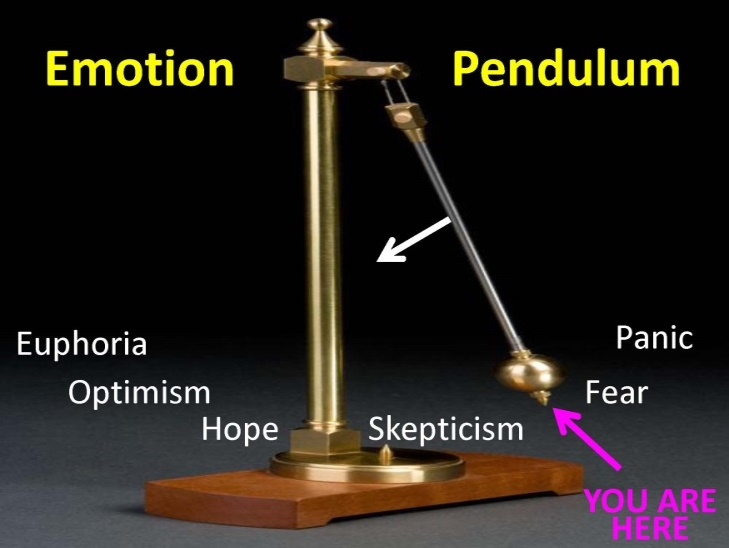 Emotion Pendulum
Euphoria
Panic
Optimism
Fear
Hope
Skepticism
YOU ARE
HERE